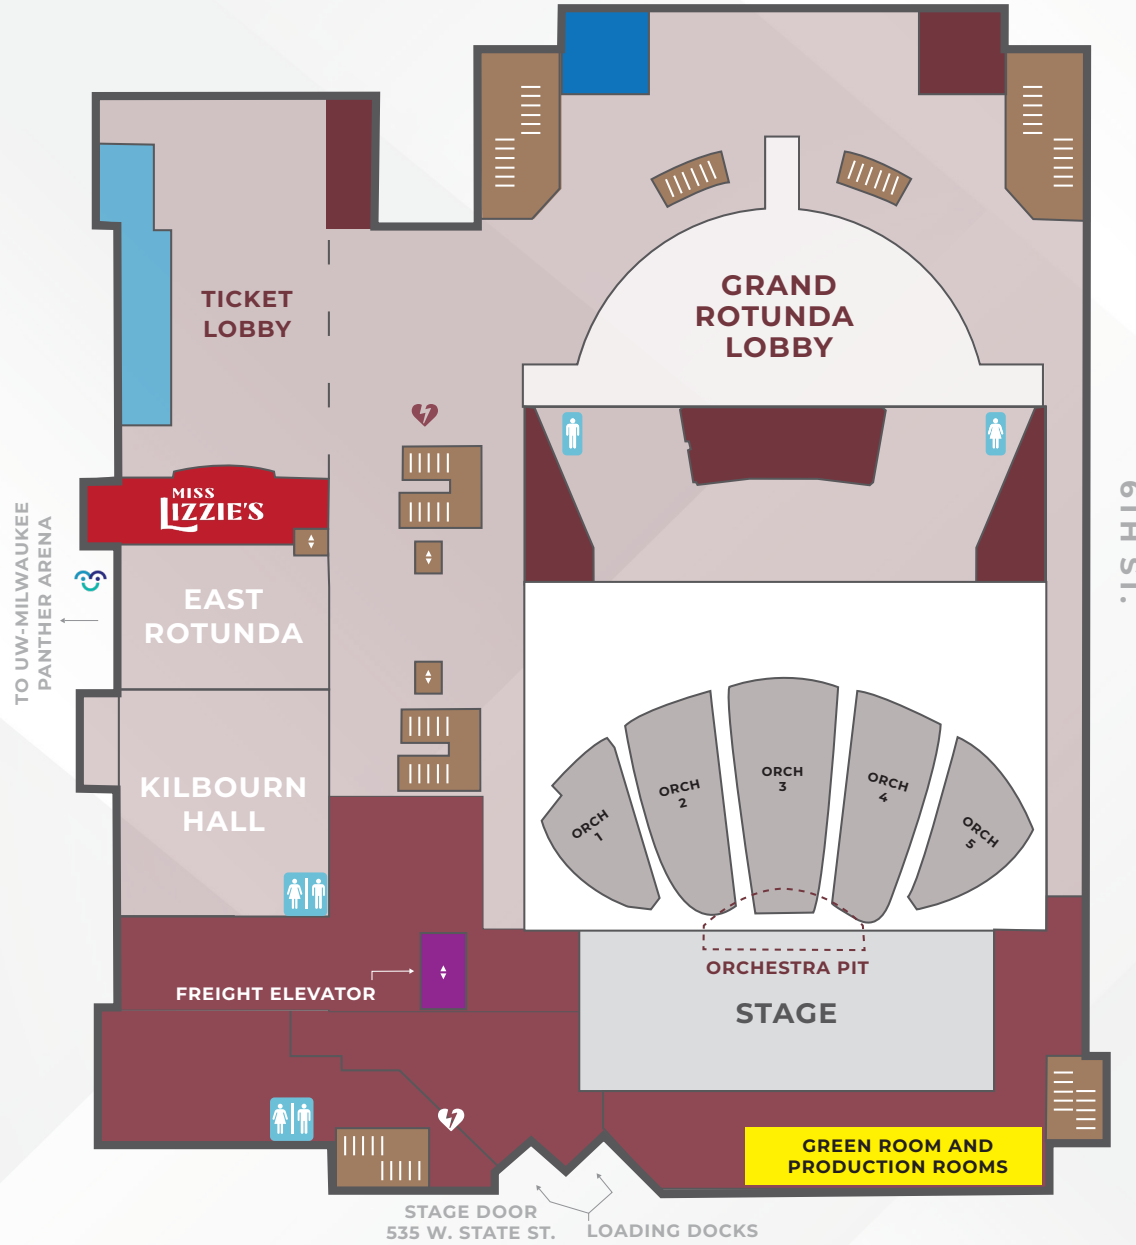 GRAND
ROTUNDA
LOBBY
TICKET
LOBBY
MISS
LIZZIE'S
6TH ST.
TO UW-MILWAUKEE
PANTHER ARENA
EAST
ROTUNDA
KILBOURN
HALL
ORCH
1
ORCH
2
ORCH
3
ORCH
4
ORCH
5
ORCHESTRA PIT
STAGE
FREIGHT ELEVATOR
GREEN ROOM AND
PRODUCTION ROOMS
STAGE DOOR
535 W. STATE ST.
LOADING DOCKS